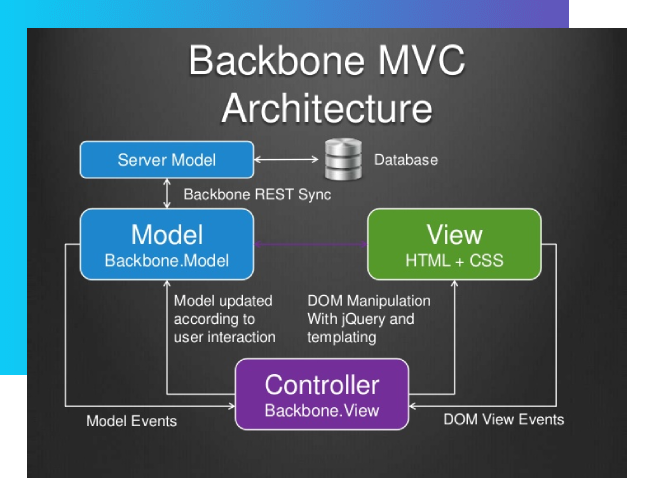 Backbone MVC
Architecture
Server Model
Database
Backbone REST Sync
Model
Backbone.Model
View
HTML + CSS
Model updated
according to
user interaction
DOM Manipulation
With jQuery and
templating
Controller
Backbone.View
Model Events
DOM View Events